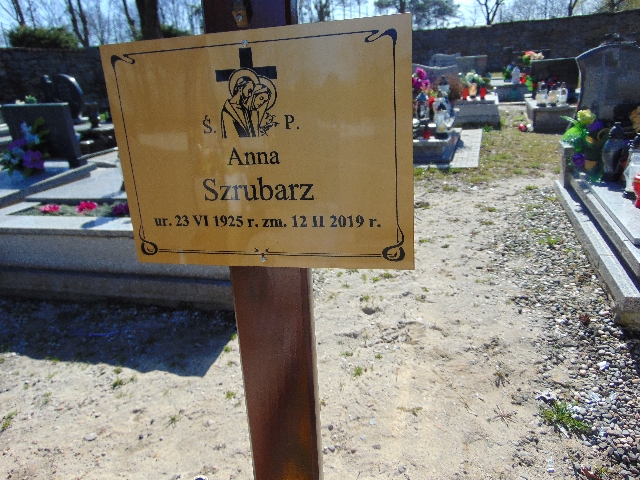 Ś. P.
Anna
Szrubarz
ur. 23 VI 1925 r. zm. 12 II 2019 r.